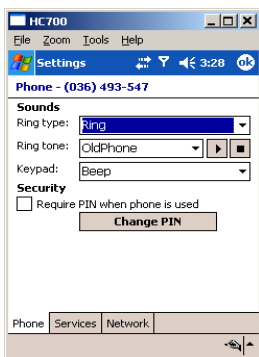 HC700
File Zoom Tools Help
Settings 3:28 ok
Phone - (036) 493-547
Sounds
Ring type: Ring
Ring tone: OldPhone
Keypad: Beep
Security
Require PIN when phone is used
Change PIN
Phone Services Network